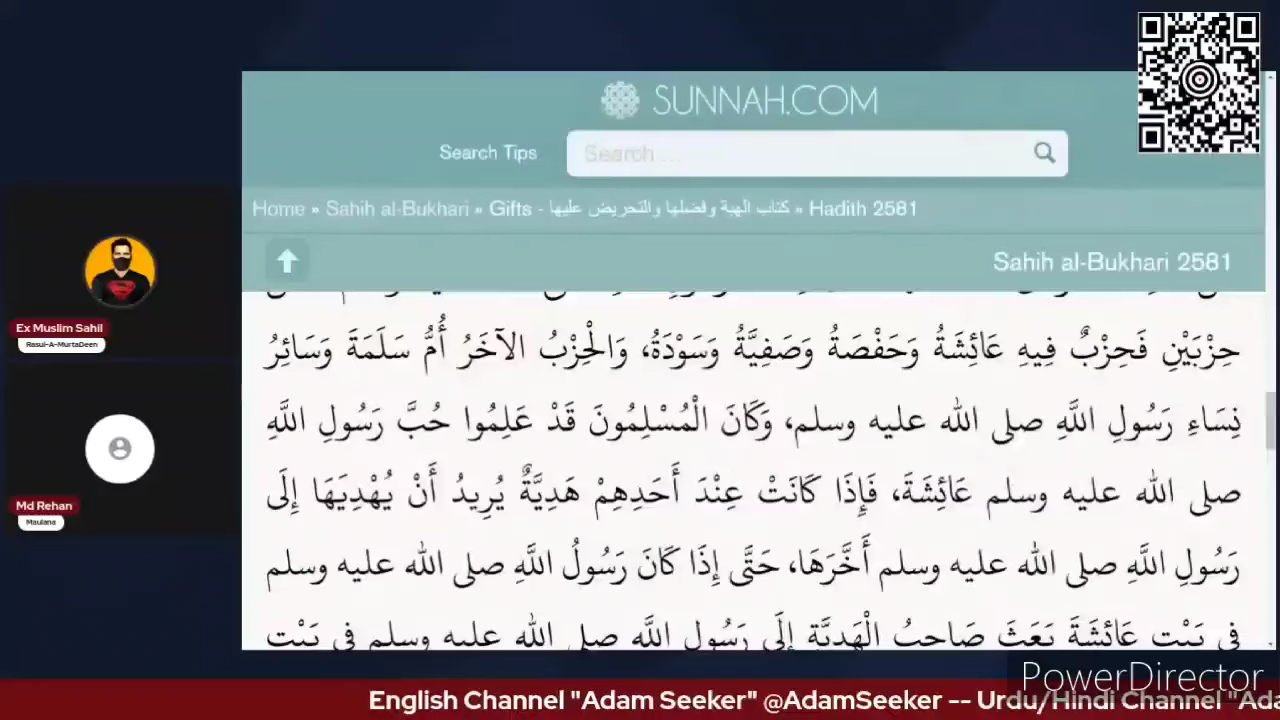 SUNNAH.COM
Search Tips
Search ...
Home » Sahih al-Bukhari » Gifts - كتاب الهبة وفضلها والتحريض عليها » Hadith 2581
Sahih al-Bukhari 2581
حِزْبَيْنِ فَحِزْبٌ فِيهِ عَائِشَةُ وَحَفْصَةُ وَصَفِيَّةُ وَسَوْدَةُ، وَالْحِزْبُ الآخَرُ أُمُّ سَلَمَةَ وَسَائِرُ
نِسَاءِ رَسُولِ اللَّهِ صلى الله عليه وسلم، وَكَانَ الْمُسْلِمُونَ قَدْ عَلِمُوا حُبَّ رَسُولِ اللَّهِ
صلى الله عليه وسلم عَائِشَةَ، فَإِذَا كَانَتْ عِنْدَ أَحَدِهِمْ هَدِيَّةٌ يُرِيدُ أَنْ يُهْدِيَهَا إِلَى
رَسُولِ اللَّهِ صلى الله عليه وسلم أَخَّرَهَا، حَتَّى إِذَا كَانَ رَسُولُ اللَّهِ صلى الله عليه وسلم
فِي بَيْتِ عَائِشَةَ بَعَثَ صَاحِبُ الْهَدِيَّةِ إِلَى رَسُولِ اللَّهِ صلى الله عليه وسلم فِي بَيْتِ
Ex Muslim Sahil
Rasul-A-MurtaDeen
Md Rehan
Maulana
PowerDirector
English Channel "Adam Seeker" @AdamSeeker -- Urdu/Hindi Channel "Ada